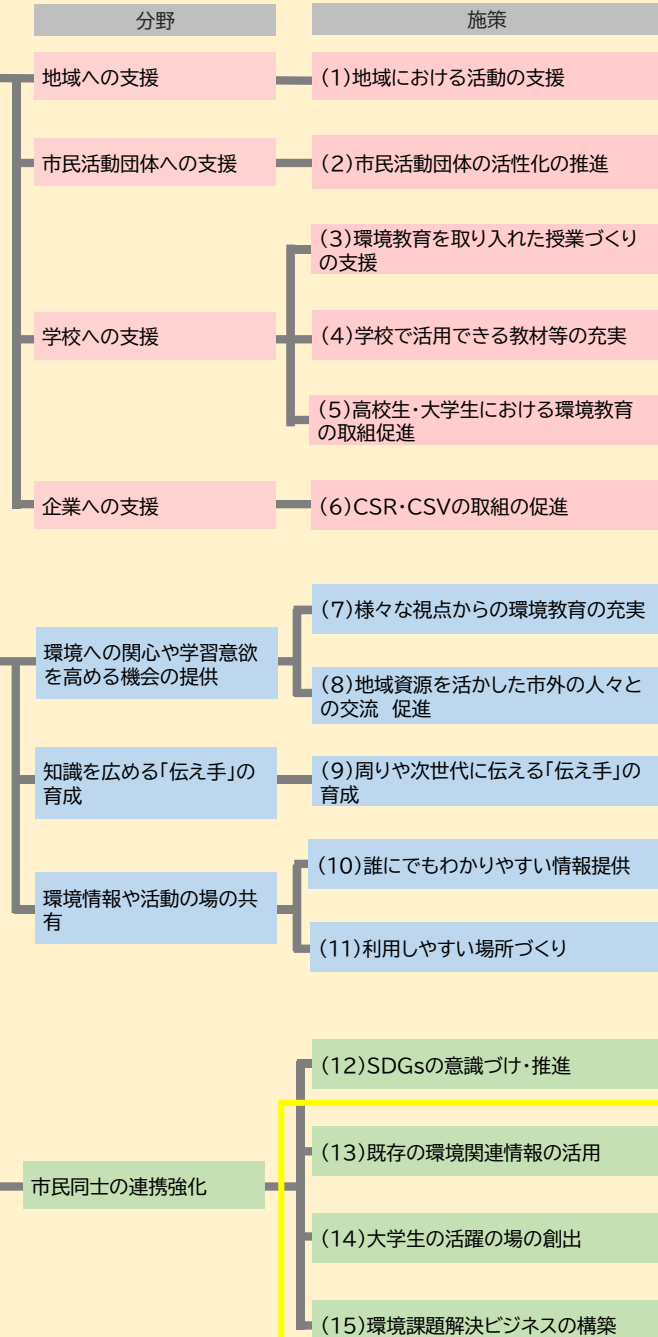 分野
施策
地域への支援
(1)地域における活動の支援
市民活動団体への支援
(2)市民活動団体の活性化の推進
学校への支援
(3)環境教育を取り入れた授業づくり
の支援
(4)学校で活用できる教材等の充実
(5)高校生・大学生における環境教育
の取組促進
企業への支援
(6)CSR・CSVの取組の促進
環境への関心や学習意欲
を高める機会の提供
(7)様々な視点からの環境教育の充実
(8)地域資源を活かした市外の人々と
の交流　促進
知識を広める「伝え手」の
育成
(9)周りや次世代に伝える「伝え手」の
育成
環境情報や活動の場の共
有
(10)誰にでもわかりやすい情報提供
(11)利用しやすい場所づくり
市民同士の連携強化
(12)SDGsの意識づけ・推進
(13)既存の環境関連情報の活用
(14)大学生の活躍の場の創出
(15)環境課題解決ビジネスの構築